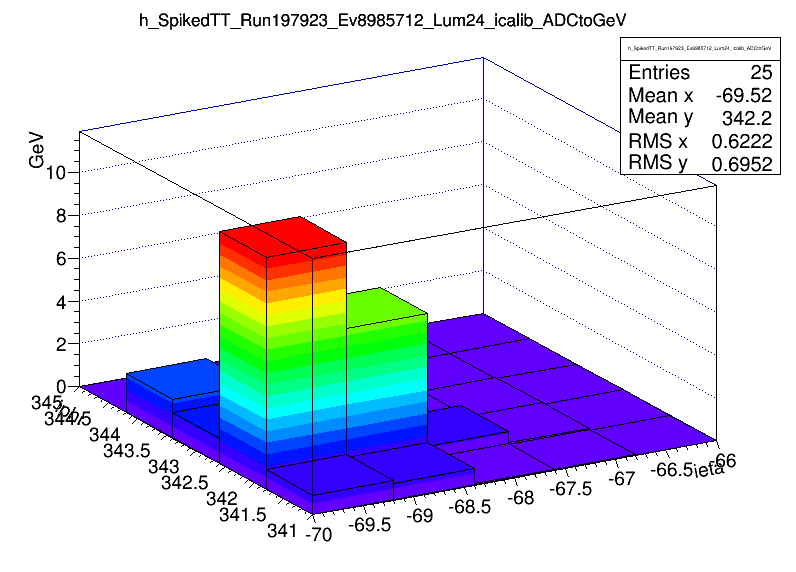 h_SpikedTT_Run197923_Ev8985712_Lum24_icalib_ADCtoGeV
h_SpikedTT_Run197923_Ev8985712_Lum24_icalib_ADCtoGeV
Entries 25
Mean x -69.52
Mean y 342.2
RMS x 0.6222
RMS y 0.6952
GeV
10
8
6
4
2
0
345
344.5
344
343.5
343
342.5
342
341.5
341
-70
-69.5
-69
-68.5
-68
-67.5
-67
-66.5
-66
ieta